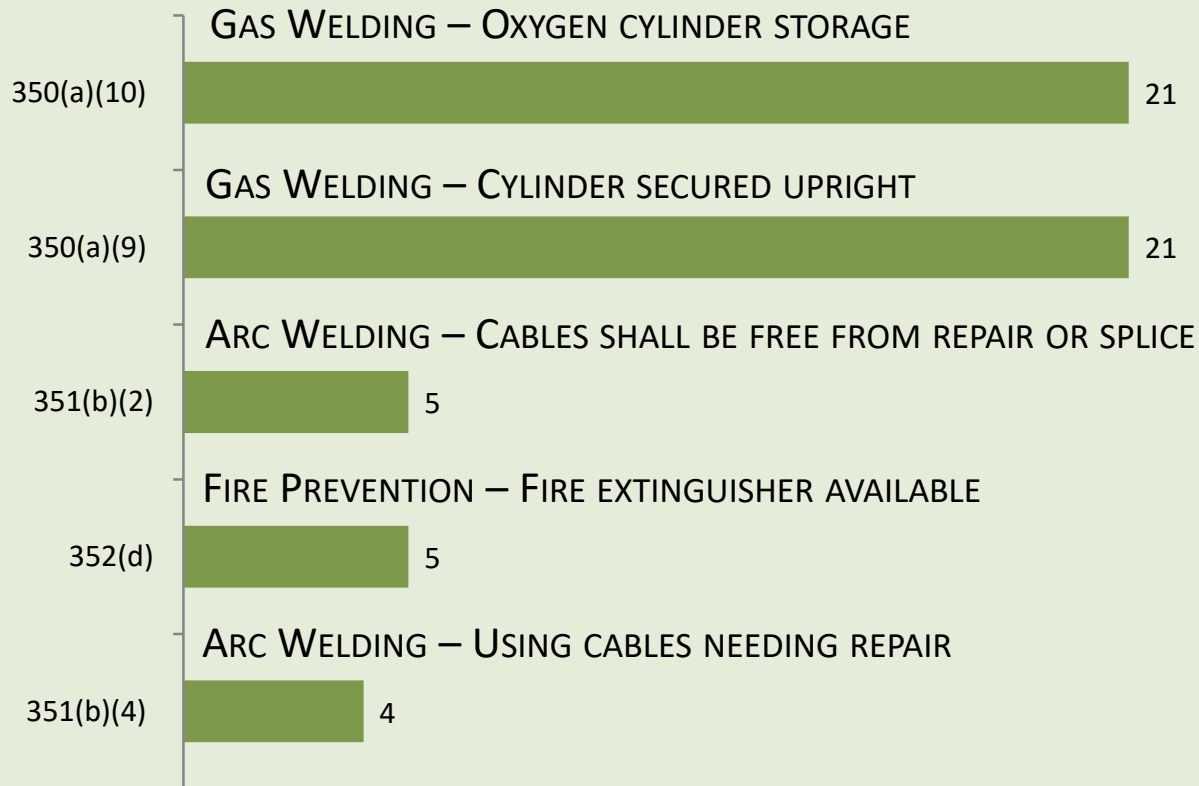 Gas Welding – Oxygen cylinder storage
350(a)(10)
21
Gas Welding – Cylinder secured upright
350(a)(9)
21
Arc Welding – Cables shall be free from repair or splice
351(b)(2)
5
Fire Prevention – Fire extinguisher available
352(d)
5
Arc Welding – Using cables needing repair
351(b)(4)
4